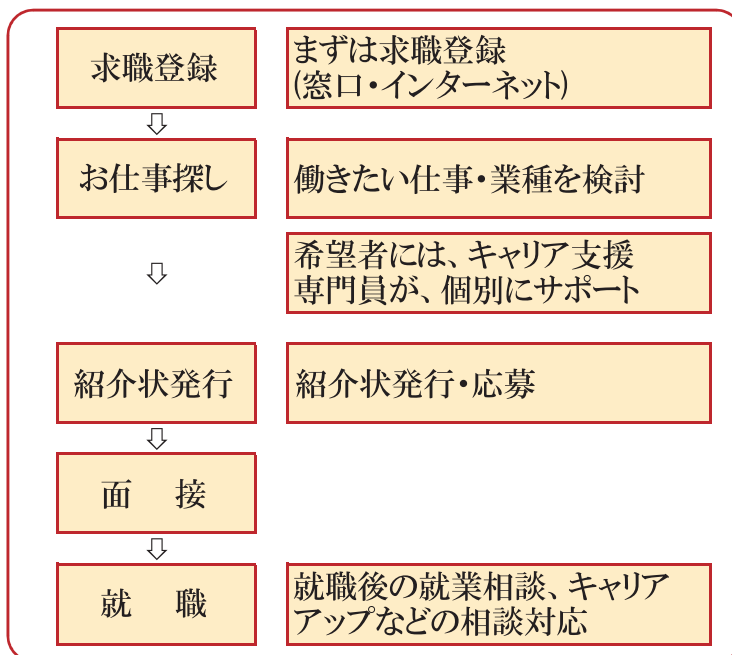 求職登録
まずは求職登録
(窓口・インターネット)
お仕事探し
働きたい仕事・業種を検討
希望者には、キャリア支援
専門員が、個別にサポート
紹介状発行
紹介状発行・応募
面　接
就　職
就職後の就業相談、キャリア
アップなどの相談対応